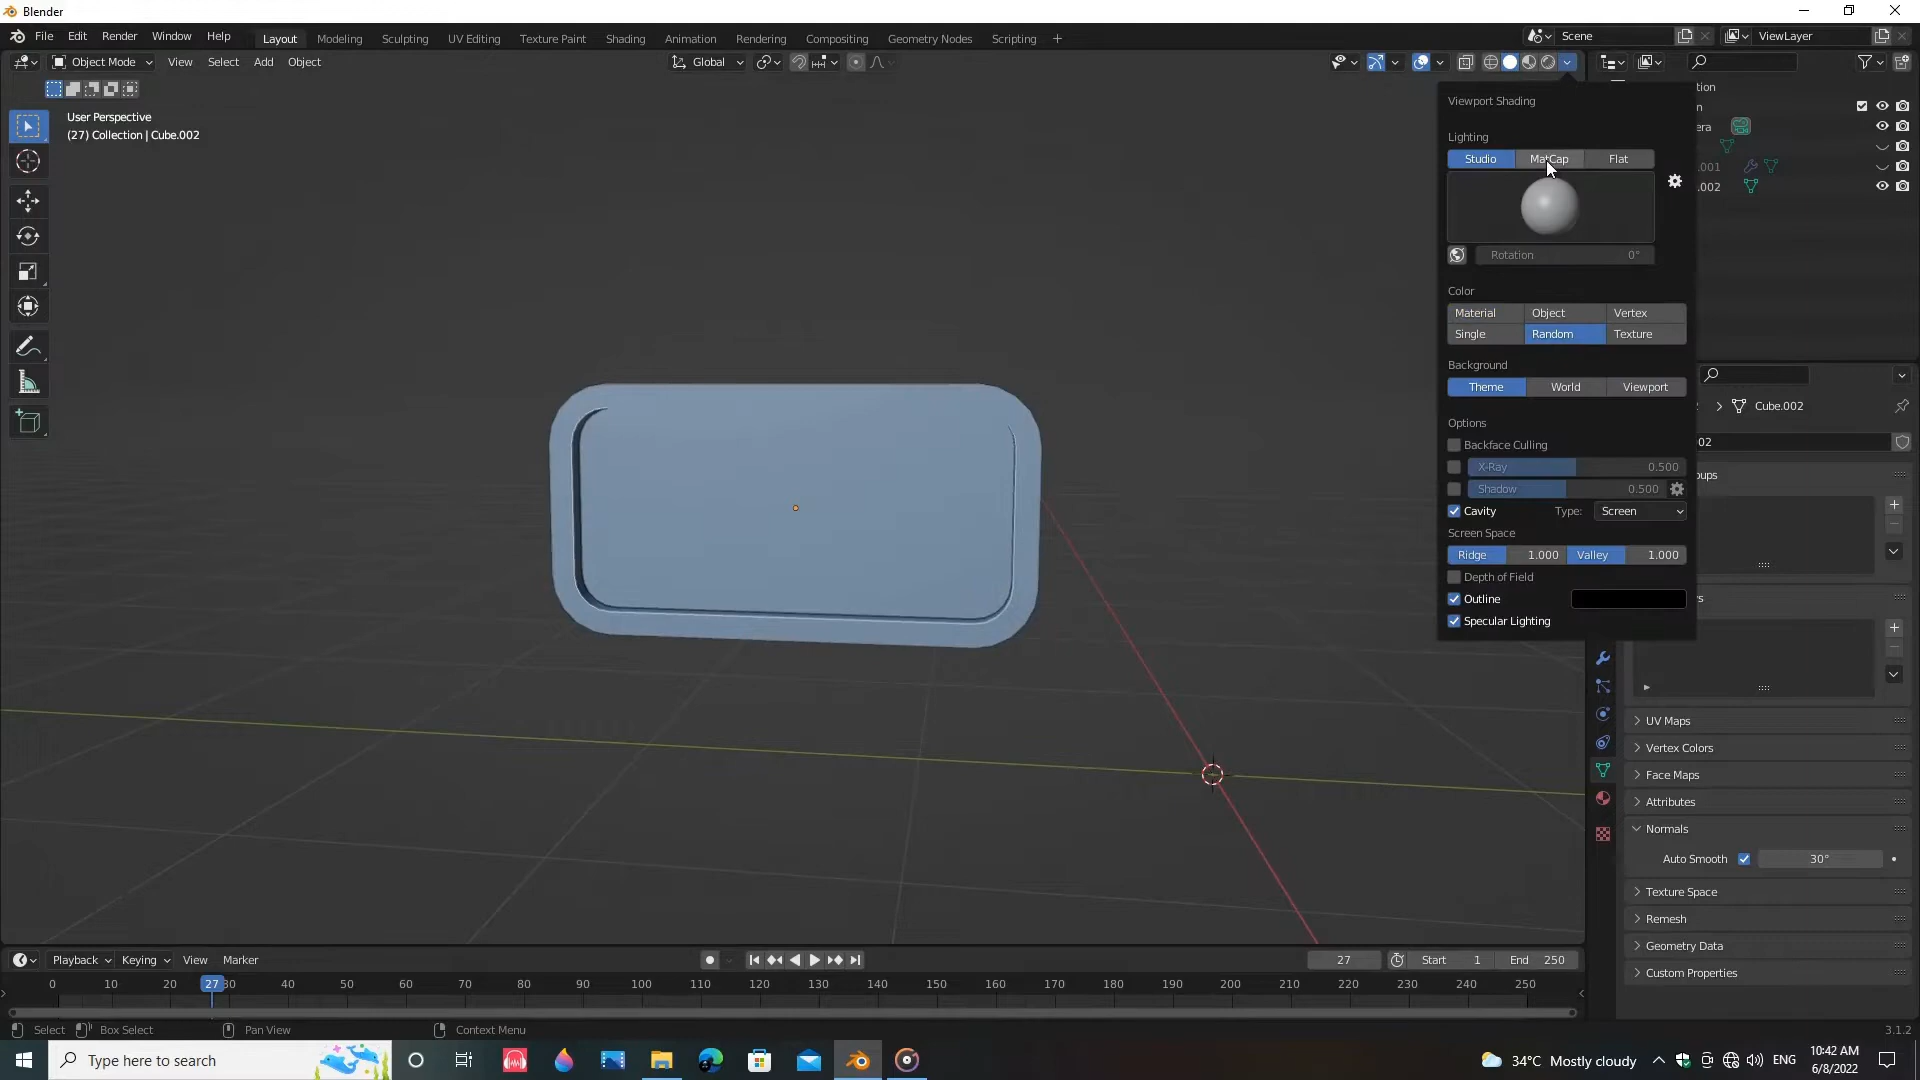 Blender
File Edit Render Window Help
Layout Modeling Sculpting UV Editing Texture Paint Shading Animation Rendering Compositing Geometry Nodes Scripting +
Scene
ViewLayer
Object Mode
View Select Add Object
Global
User Perspective
(27) Collection | Cube.002
Viewport Shading
Lighting
Studio MatCap Flat
Rotation 0°
Color
Material Object Vertex
Single Random Texture
Background
Theme World Viewport
Options
Backface Culling
X-Ray 0.500
Shadow 0.500
Cavity Type: Screen
Screen Space
Ridge 1.000 Valley 1.000
Depth of Field
Outline
Specular Lighting
tion
n
era
.001
.002
Cube.002
02
oups
s
UV Maps
Vertex Colors
Face Maps
Attributes
Normals
Auto Smooth 30°
Texture Space
Remesh
Geometry Data
Custom Properties
Playback Keying View Marker
27
Start 1
End 250
0 10 20 27 30 40 50 60 70 80 90 100 110 120 130 140 150 160 170 180 190 200 210 220 230 240 250
Select Box Select Pan View Context Menu
3.1.2
Type here to search
34°C Mostly cloudy
ENG
10:42 AM
6/8/2022